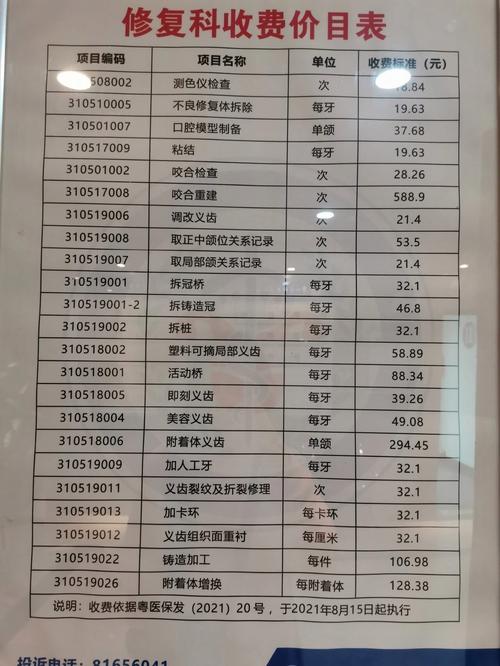 修复科收费价目表
项目编码 项目名称 单位 收费标准（元）
508002 测色仪检查 次 8.84
310510005 不良修复体拆除 每牙 19.63
310501007 口腔模型制备 单颌 37.68
310517009 粘结 每牙 19.63
310501002 咬合检查 次 28.26
310517008 咬合重建 次 588.9
310519006 调改义齿 次 21.4
310519008 取正中颌位关系记录 次 53.5
310519007 取局部颌关系记录 次 21.4
310519001 拆冠桥 每牙 32.1
310519001-2 拆铸造冠 每牙 46.8
310519002 拆桩 每牙 32.1
310518002 塑料可摘局部义齿 每牙 58.89
310518001 活动桥 每牙 88.34
310518005 即刻义齿 每牙 39.26
310518004 美容义齿 每牙 49.08
310518006 附着体义齿 单颌 294.45
310519009 加人工牙 每牙 32.1
310519011 义齿裂纹及折裂修理 次 32.1
310519013 加卡环 每卡环 32.1
310519012 义齿组织面重衬 每厘米 32.1
310519022 铸造加工 每件 106.98
310519026 附着体增换 每附着体 128.38
说明：收费依据粤医保发（2021）20号，于2021年8月15日起执行
投诉电话：81656041